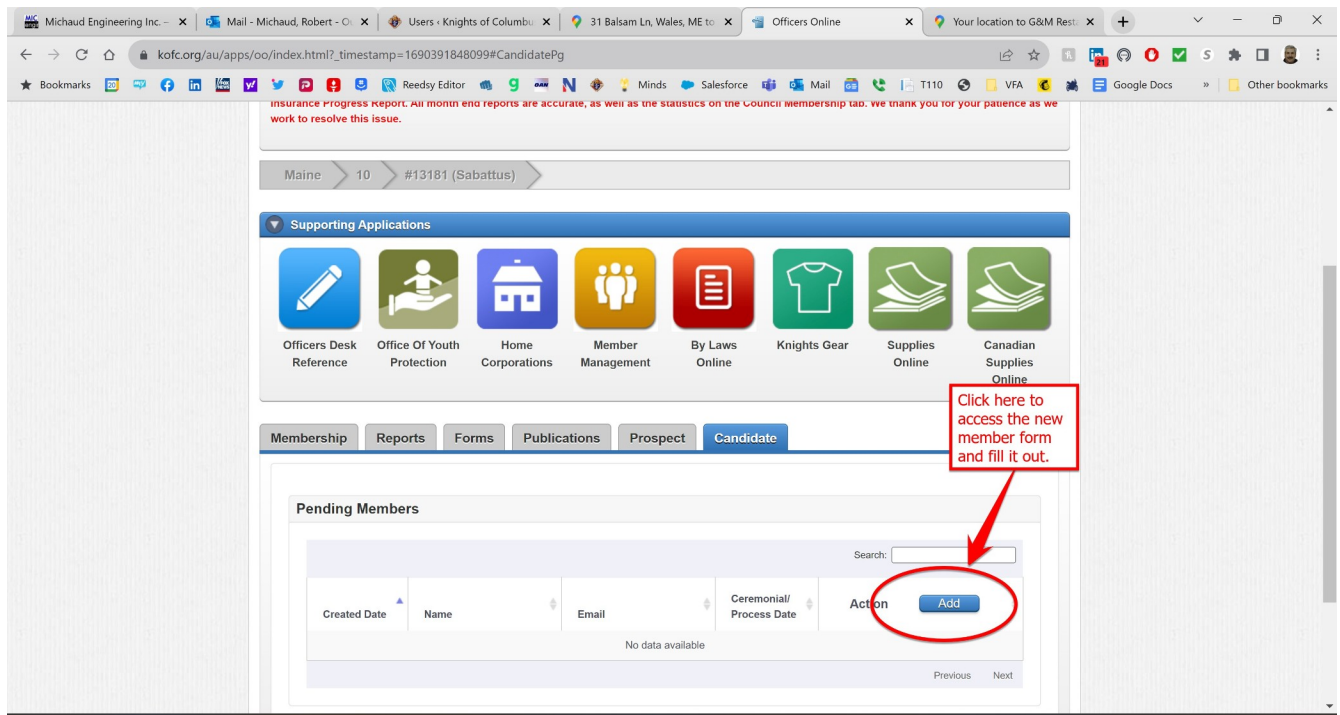 Michaud Engineering Inc. –
Mail - Michaud, Robert - Ou
Users ‹ Knights of Columbu
31 Balsam Ln, Wales, ME to
Officers Online
Your location to G&M Resta
kofc.org/au/apps/oo/index.html?_timestamp=1690391848099#CandidatePg
21
Bookmarks
Reedsy Editor
Minds
Salesforce
Mail
T110
VFA
Google Docs
»
Other bookmarks
Insurance Progress Report. All month end reports are accurate, as well as the statistics on the Council Membership tab. We thank you for your patience as we
work to resolve this issue.
Maine 10 #13181 (Sabattus)
Supporting Applications
Officers Desk
Reference
Office Of Youth
Protection
Home
Corporations
Member
Management
By Laws
Online
Knights Gear
Supplies
Online
Canadian
Supplies
Online
Click here to
access the new
member form
and fill it out.
Membership Reports Forms Publications Prospect Candidate
Pending Members
Search:
Created Date Name Email Ceremonial/
Process Date Action Add
No data available
Previous Next